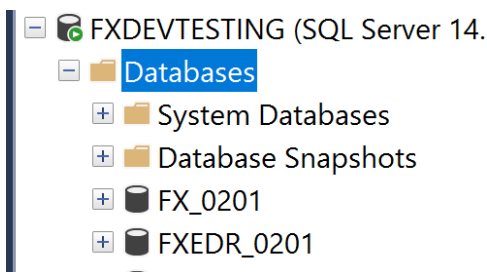 FXDEVTESTING (SQL Server 14.
Databases
System Databases
Database Snapshots
FX_0201
FXEDR_0201